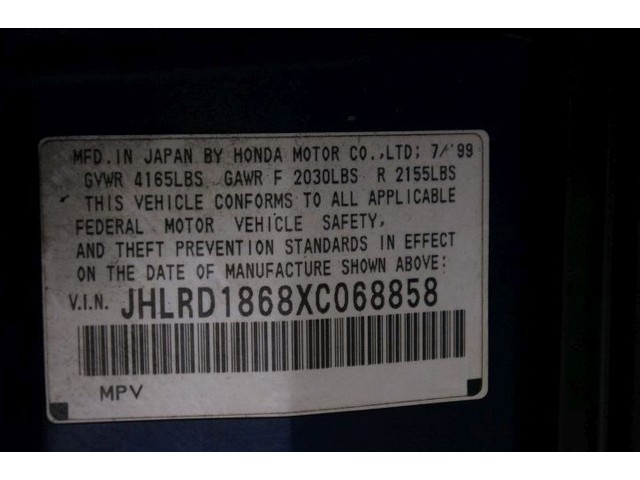 MFD.IN JAPAN BY HONDA MOTOR CO.,LTD; 7/'99
GVWR 4165LBS GAWR F 2030LBS R 2155LBS
THIS VEHICLE CONFORMS TO ALL APPLICABLE
FEDERAL MOTOR VEHICLE SAFETY,
AND THEFT PREVENTION STANDARDS IN EFFECT
ON THE DATE OF MANUFACTURE SHOWN ABOVE:
V.I.N. JHLRD1868XC068858
MPV